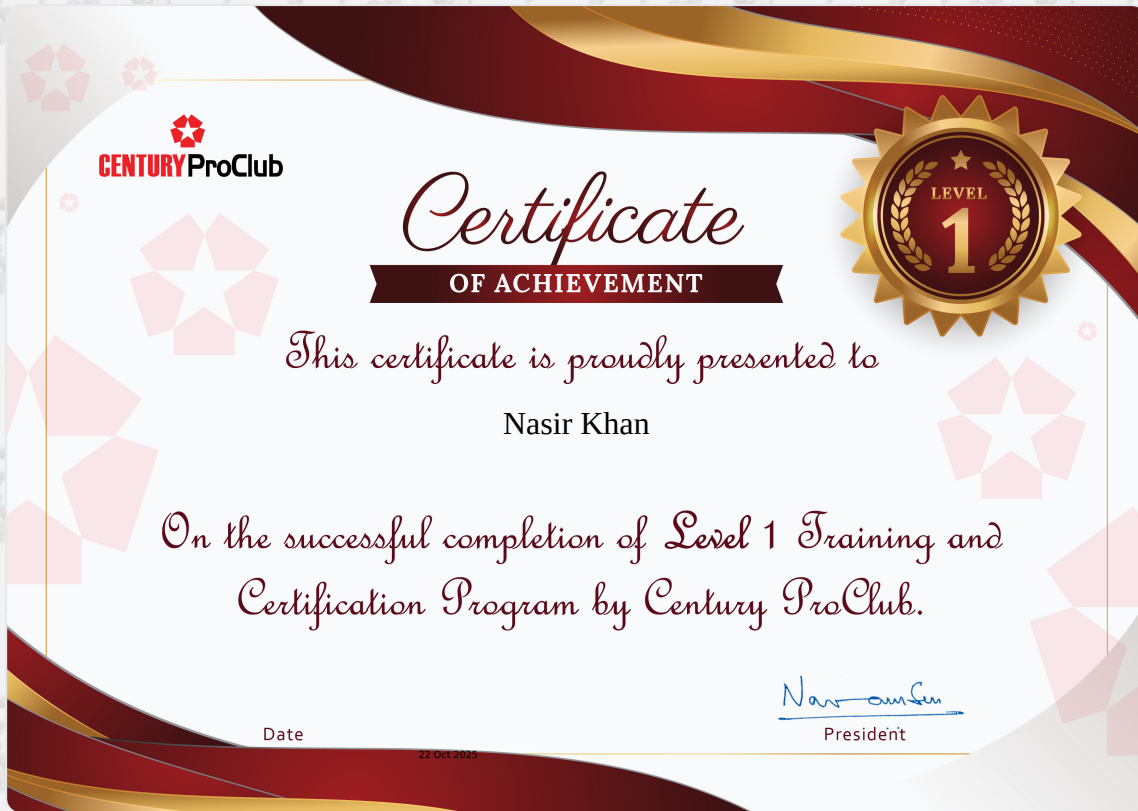 CENTURY ProClub
LEVEL
1
Certificate
OF ACHIEVEMENT
This certificate is proudly presented to
Nasir Khan
On the successful completion of Level 1 Training and
Certification Program by Century ProClub.
Date
President
22 Oct 2025